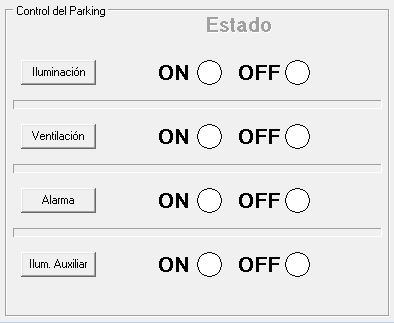 Control del Parking
Estado
Iluminación ON OFF
Ventilación ON OFF
Alarma ON OFF
Ilum. Auxiliar ON OFF